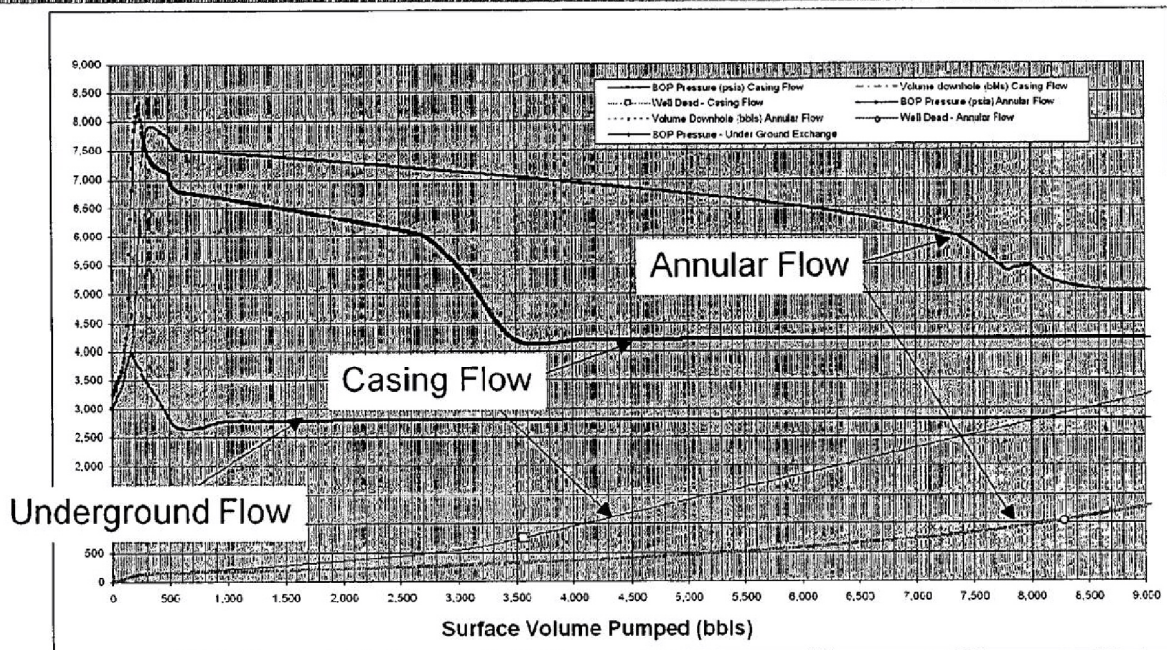 BOP Pressure (psia) Casing Flow
Volume downhole (bbls) Casing Flow
Well Dead - Casing Flow
BOP Pressure (psia) Annular Flow
Volume Downhole (bbls) Annular Flow
Well Dead - Annular Flow
BOP Pressure - Under Ground Exchange
9,000
8,500
8,000
7,500
7,000
6,500
6,000
5,500
5,000
4,500
4,000
3,500
3,000
2,500
2,000
500
0
Annular Flow
Casing Flow
Underground Flow
0 500 1,000 1,500 2,000 2,500 3,000 3,500 4,000 4,500 5,000 5,500 6,000 6,500 7,000 7,500 8,000 8,500 9,000
Surface Volume Pumped (bbls)